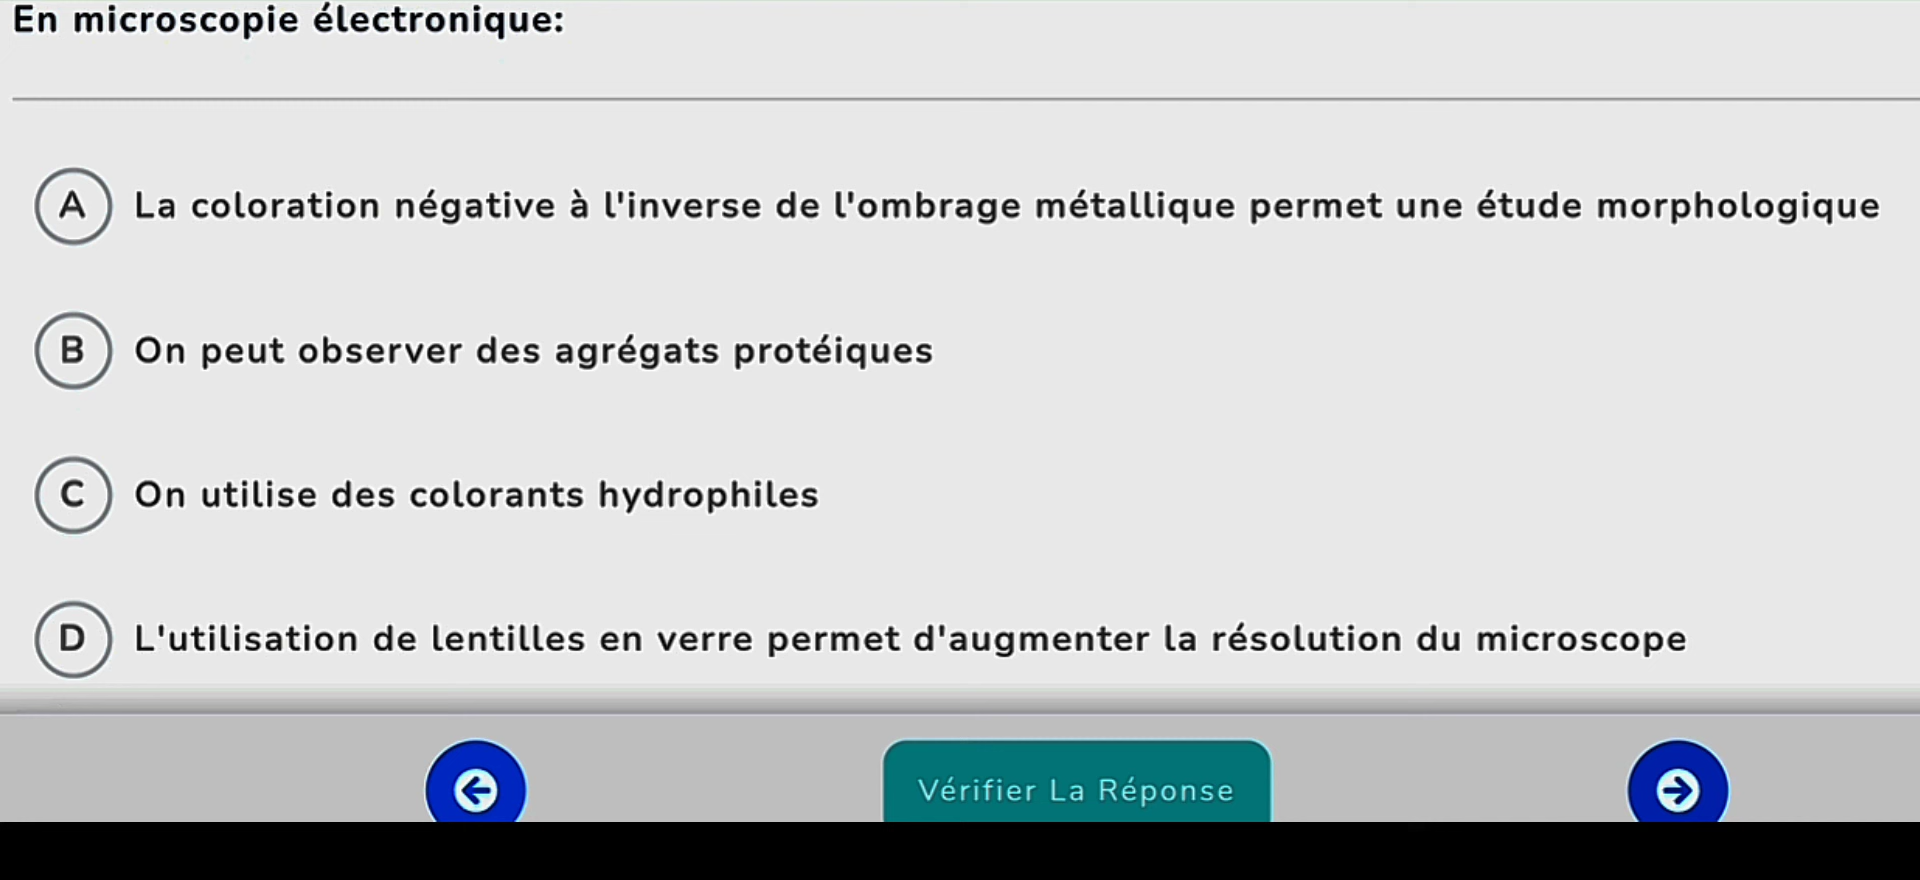 En microscopie électronique:
A La coloration négative à l'inverse de l'ombrage métallique permet une étude morphologique
B On peut observer des agrégats protéiques
C On utilise des colorants hydrophiles
D L'utilisation de lentilles en verre permet d'augmenter la résolution du microscope
Vérifier La Réponse